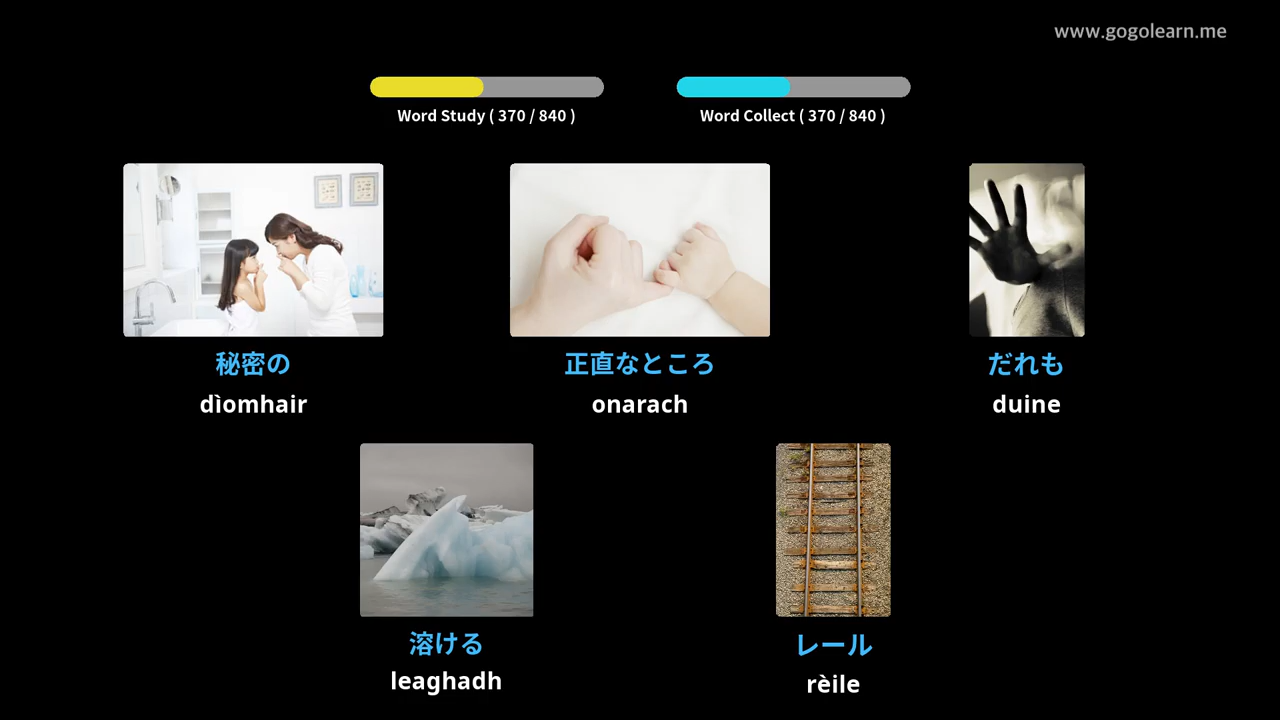 www.gogolearn.me
Word Study ( 370 / 840 )
Word Collect ( 370 / 840 )
秘密の
dìomhair
正直なところ
onarach
だれも
duine
溶ける
leaghadh
レール
rèile